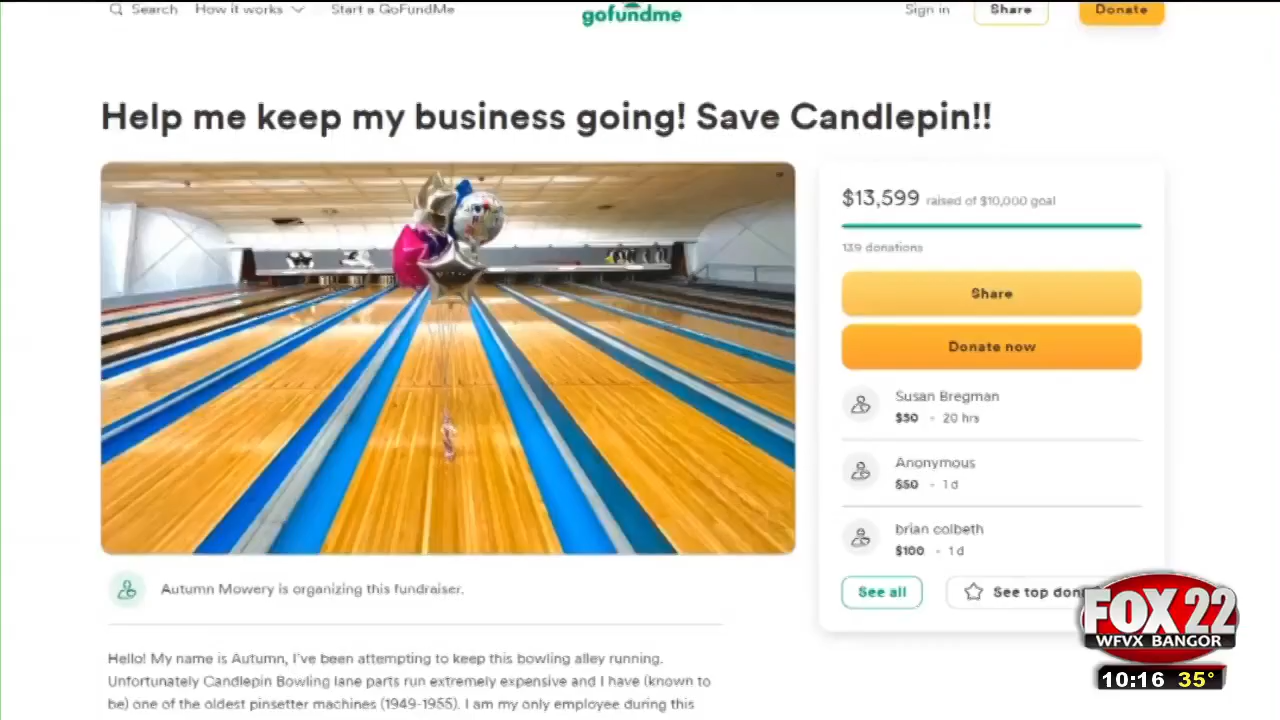 Search How it works Start a GoFundMe gofundme Sign in Share Donate
Help me keep my business going! Save Candlepin!!
$13,599 raised of $10,000 goal
139 donations
Share
Donate now
Susan Bregman
$50 • 20 hrs
Anonymous
$50 • 1 d
brian colbeth
$100 • 1 d
See all See top don
Autumn Mowery is organizing this fundraiser.
Hello! My name is Autumn, I've been attempting to keep this bowling alley running.
Unfortunately Candlepin Bowling lane parts run extremely expensive and I have (known to
be) one of the oldest pinsetter machines (1949-1955). I am my only employee during this
FOX 22
WFVX BANGOR
10:16 35°